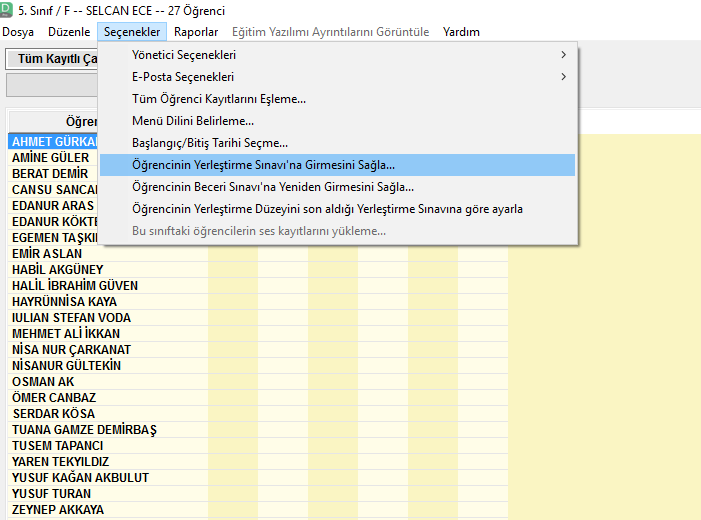 5. Sınıf / F -- SELCAN ECE -- 27 Öğrenci
Dosya Düzenle Seçenekler Raporlar Eğitim Yazılımı Ayrıntılarını Görüntüle Yardım
Tüm Kayıtlı Ça
Yönetici Seçenekleri
E-Posta Seçenekleri
Tüm Öğrenci Kayıtlarını Eşleme...
Menü Dilini Belirleme...
Başlangıç/Bitiş Tarihi Seçme...
Öğrencinin Yerleştirme Sınavı'na Girmesini Sağla...
Öğrencinin Beceri Sınavı'na Yeniden Girmesini Sağla...
Öğrencinin Yerleştirme Düzeyini son aldığı Yerleştirme Sınavına göre ayarla
Bu sınıftaki öğrencilerin ses kayıtlarını yükleme...
Öğren
AHMET GÜRKA
AMİNE GÜLER
BERAT DEMİR
CANSU SANCA
EDANUR ARAS
EDANUR KÖKTE
EGEMEN TAŞKI
EMİR ASLAN
HABİL AKGÜNEY
HALİL İBRAHİM GÜVEN
HAYRÜNNİSA KAYA
IULIAN STEFAN VODA
MEHMET ALİ İKKAN
NİSA NUR ÇARKANAT
NİSANUR GÜLTEKİN
OSMAN AK
ÖMER CANBAZ
SERDAR KÖSA
TUANA GAMZE DEMİRBAŞ
TUSEM TAPANCI
YAREN TEKYILDIZ
YUSUF KAĞAN AKBULUT
YUSUF TURAN
ZEYNEP AKKAYA